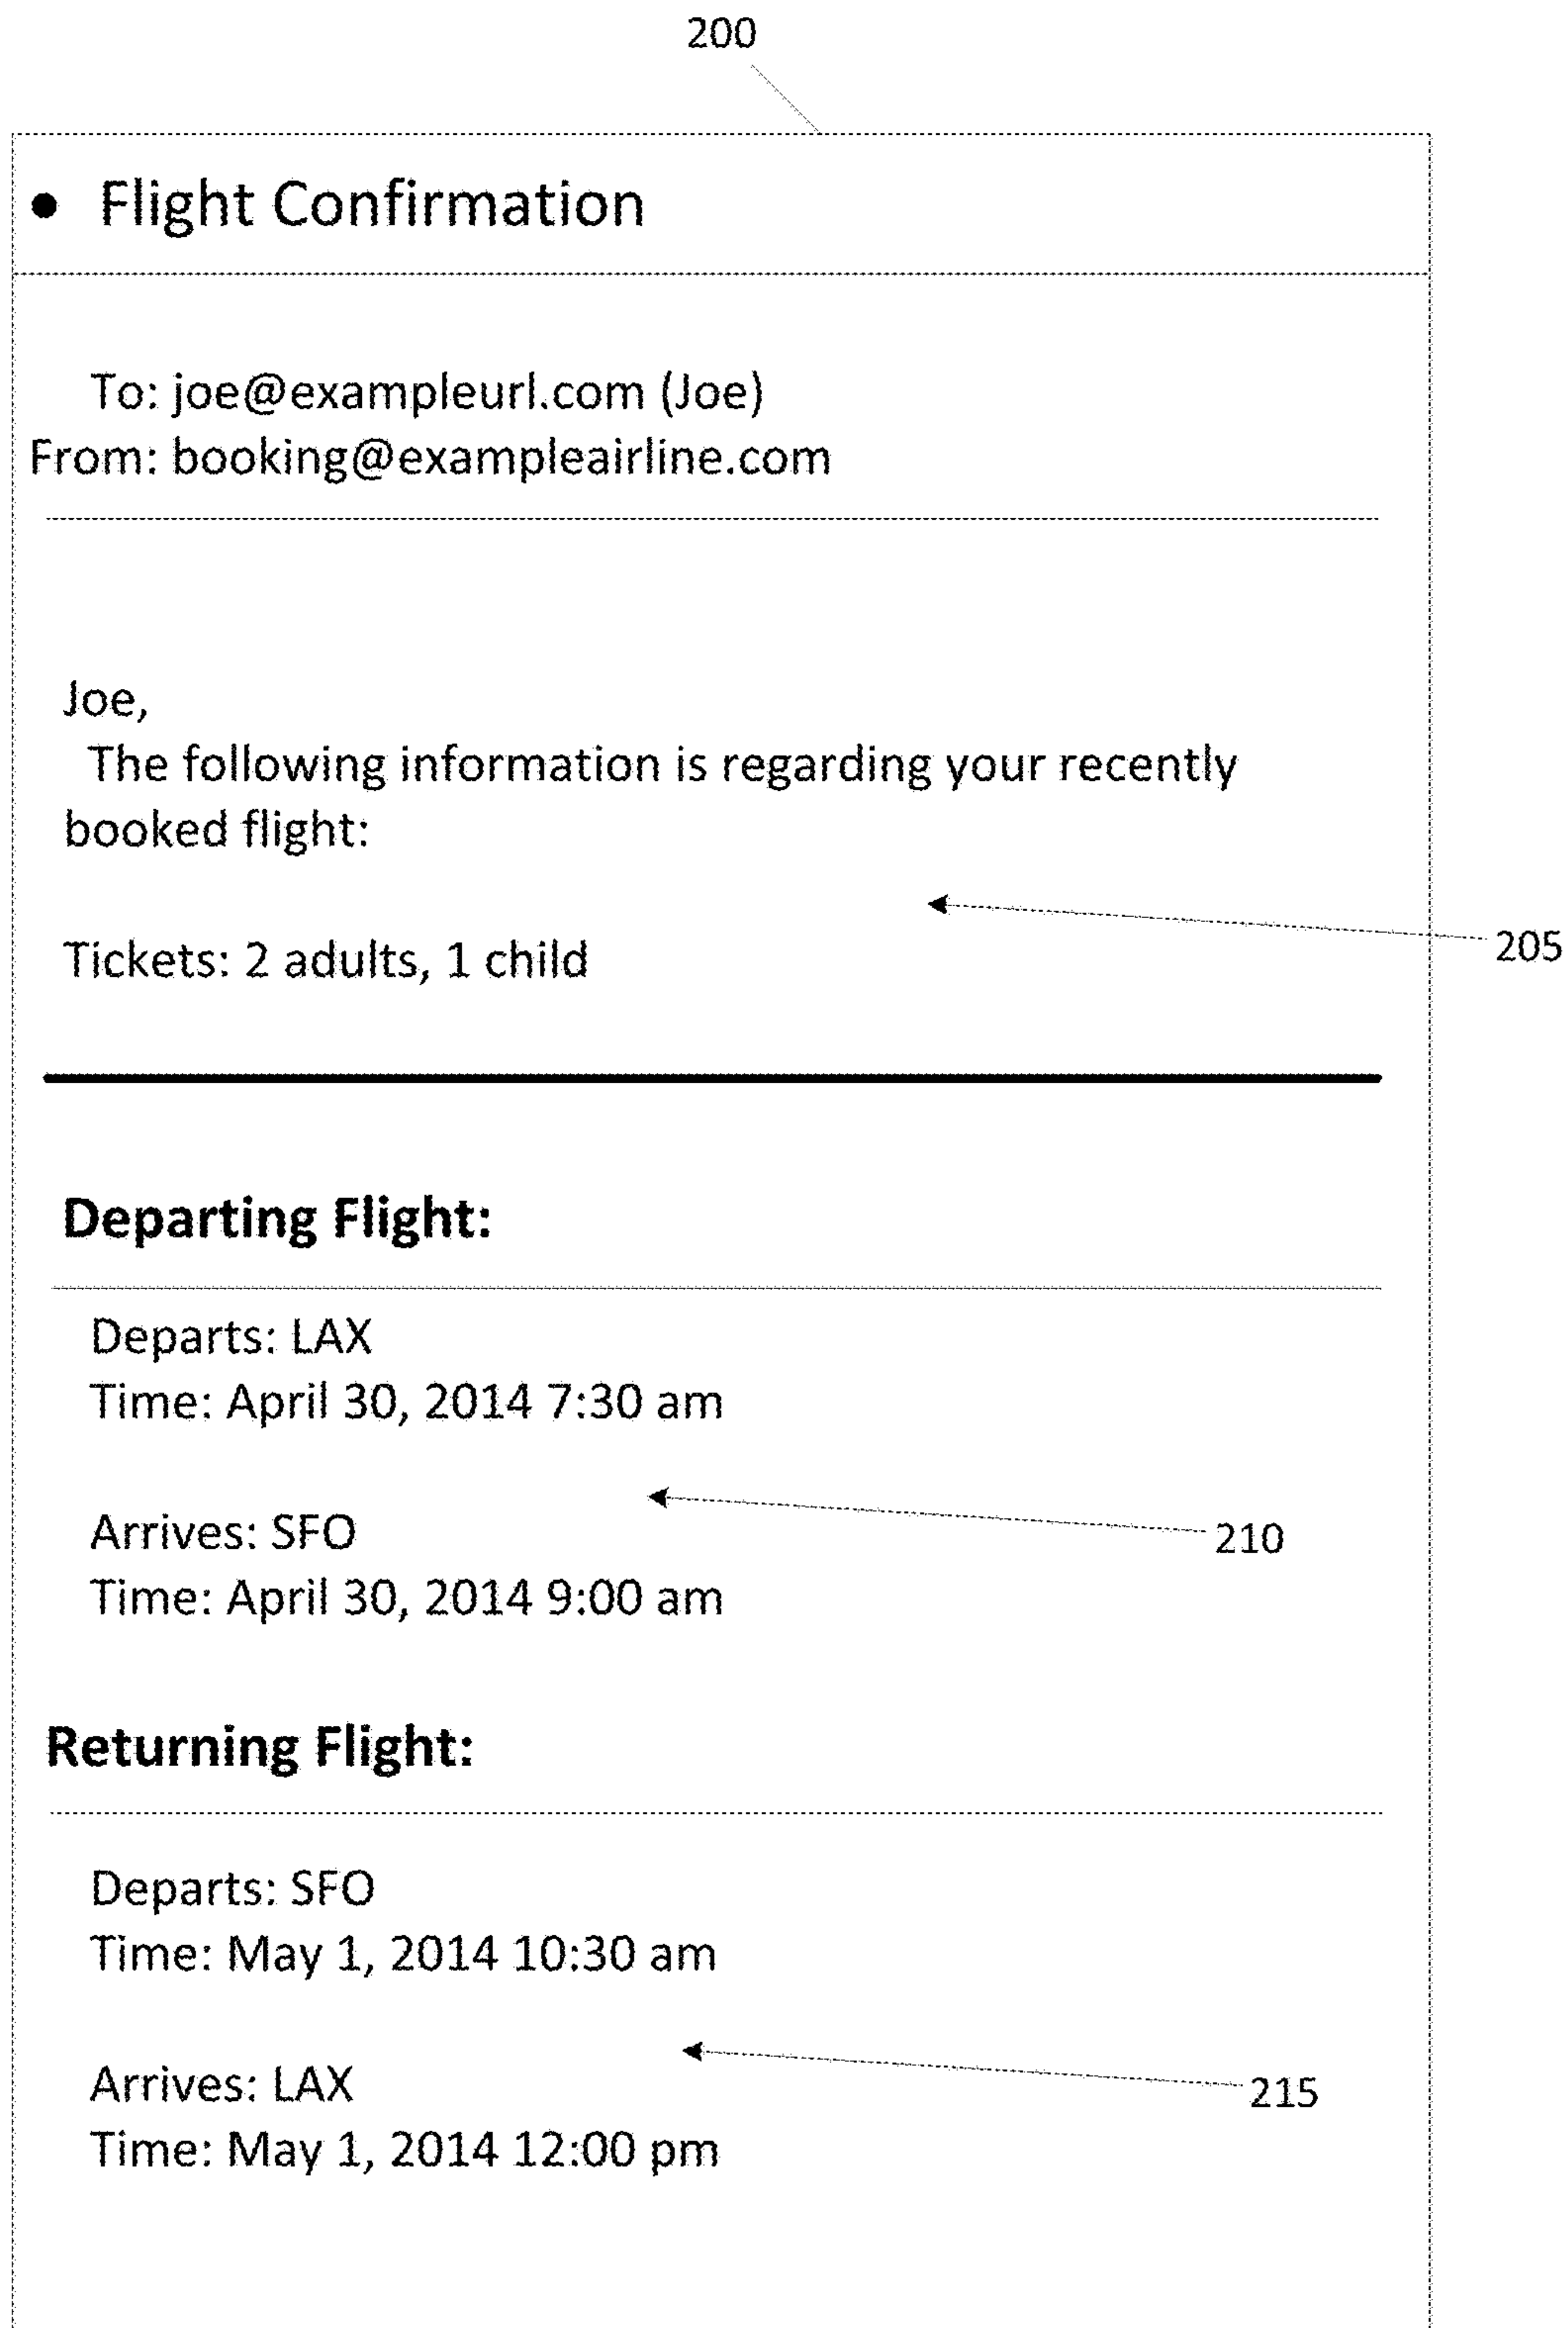 200
• Flight Confirmation
To: joe@exampleurl.com (Joe)
From: booking@exampleairline.com
Joe,
The following information is regarding your recently
booked flight:
205
Tickets: 2 adults, 1 child
Departing Flight:
Departs: LAX
Time: April 30, 2014 7:30 am
Arrives: SFO
210
Time: April 30, 2014 9:00 am
Returning Flight:
Departs: SFO
Time: May 1, 2014 10:30 am
Arrives: LAX
215
Time: May 1, 2014 12:00 pm